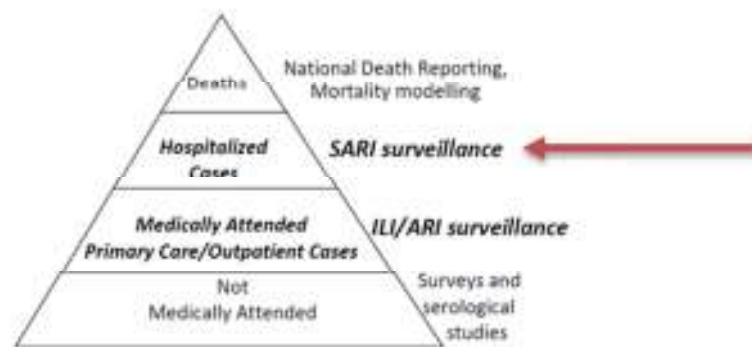 Deaths
National Death Reporting,
Mortality modelling
Hospitalized
Cases
SARI surveillance
Medically Attended
Primary Care/Outpatient Cases
ILI/ARI surveillance
Not
Medically Attended
Surveys and
serological
studies